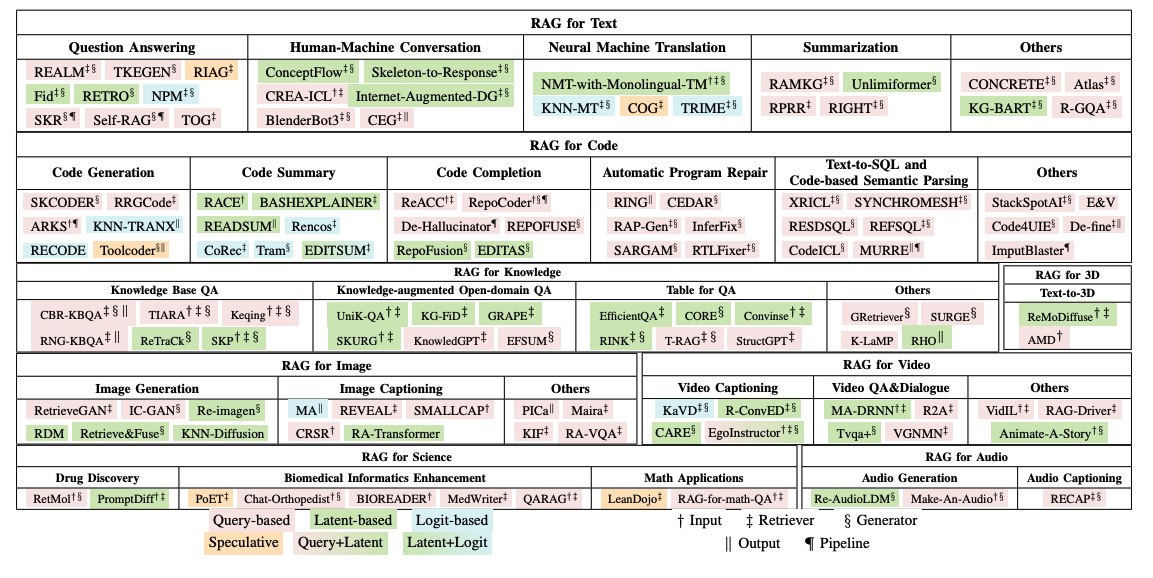 RAG for Text
Question Answering Human-Machine Conversation Neural Machine Translation Summarization Others
REALM‡§ TKEGEN§ RIAG‡
Fid‡§ RETRO§ NPM‡§
SKR§¶ Self-RAG§¶ TOG‡
ConceptFlow‡§ Skeleton-to-Response‡§
CREA-ICL†‡ Internet-Augmented-DG‡§
BlenderBot3‡§ CEG‡∥
NMT-with-Monolingual-TM†‡§
KNN-MT‡§ COG‡ TRIME‡§
RAMKG‡§ Unlimiformer§
RPRR‡ RIGHT‡§
CONCRETE‡§ Atlas‡§
KG-BART‡§ R-GQA‡§
RAG for Code
Code Generation Code Summary Code Completion Automatic Program Repair Text-to-SQL and
Code-based Semantic Parsing Others
SKCODER§ RRGCode‡
ARKS†¶ KNN-TRANX∥
RECODE Toolcoder§∥
RACE† BASHEXPLAINER‡
READSUM∥ Rencos‡
CoRec‡ Tram§ EDITSUM‡
ReACC†‡ RepoCoder†§¶
De-Hallucinator¶ REPOFUSE§
RepoFusion§ EDITAS§
RING∥ CEDAR§
RAP-Gen‡§ InferFix§
SARGAM§ RTLFixer‡§
XRICL‡§ SYNCHROMESH‡§
RESDSQL§ REFSQL‡§
CodeICL§ MURRE∥¶
StackSpotAI‡§ E&V
Code4UIE§ De-fine‡∥
ImputBlaster¶
RAG for Knowledge
Knowledge Base QA Knowledge-augmented Open-domain QA Table for QA Others
CBR-KBQA‡§∥ TIARA†‡§ Keqing†‡§
RNG-KBQA‡∥ ReTraCk§ SKP†‡§
UniK-QA†‡ KG-FiD‡ GRAPE‡
SKURG†‡ KnowledGPT‡ EFSUM§
EfficientQA‡ CORE§ Convinse†‡
RINK‡§ T-RAG‡§ StructGPT‡
GRetriever§ SURGE§
K-LaMP RHO∥
RAG for 3D
Text-to-3D
ReMoDiffuse†‡
AMD†
RAG for Image
Image Generation Image Captioning Others
RetrieveGAN‡ IC-GAN§ Re-imagen§
RDM Retrieve&Fuse§ KNN-Diffusion
MA∥ REVEAL‡ SMALLCAP†
CRSR† RA-Transformer
PICa∥ Maira‡
KIF‡ RA-VQA‡
RAG for Video
Video Captioning Video QA&Dialogue Others
KaVD‡§ R-ConvED‡§
CARE§ EgoInstructor†‡§
MA-DRNN†‡ R2A‡
Tvqa+§ VGNMN‡
VidIL†‡ RAG-Driver‡
Animate-A-Story†§
RAG for Science
Drug Discovery Biomedical Informatics Enhancement Math Applications
RetMol†§ PromptDiff†‡
PoET‡ Chat-Orthopedist†§ BIOREADER† MedWriter‡ QARAG†‡
LeanDojo‡ RAG-for-math-QA†‡
RAG for Audio
Audio Generation Audio Captioning
Re-AudioLDM§ Make-An-Audio†§
RECAP‡§
Query-based Latent-based Logit-based
Speculative Query+Latent Latent+Logit
† Input ‡ Retriever § Generator
∥ Output ¶ Pipeline